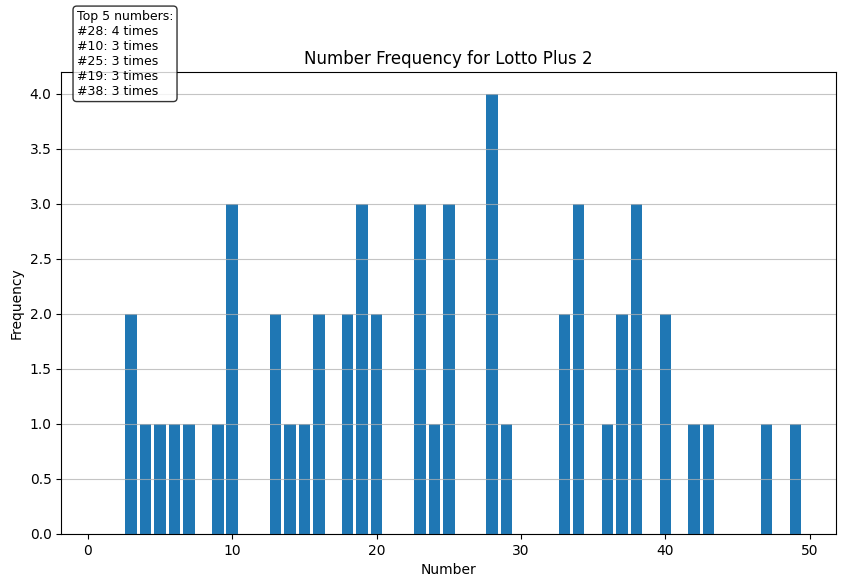 Top 5 numbers:
#28: 4 times
#10: 3 times
#25: 3 times
#19: 3 times
#38: 3 times
Number Frequency for Lotto Plus 2
4.0
3.5
3.0
2.5
2.0
1.5
1.0
0.5
0.0
Frequency
0 10 20 30 40 50
Number